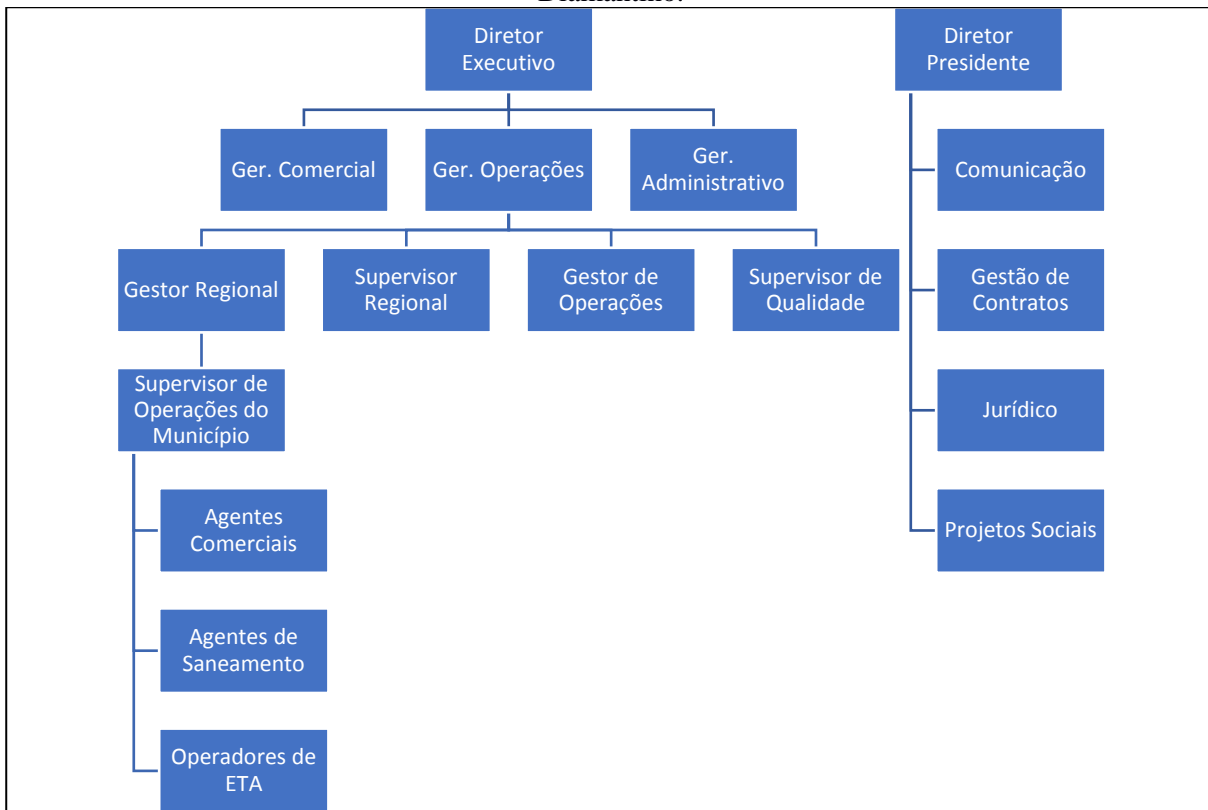 Diamantino.
Diretor
Executivo
Diretor
Presidente
Ger. Comercial
Ger. Operações
Ger.
Administrativo
Comunicação
Gestor Regional
Supervisor
Regional
Gestor de
Operações
Supervisor de
Qualidade
Gestão de
Contratos
Supervisor de
Operações do
Município
Jurídico
Agentes
Comerciais
Projetos Sociais
Agentes de
Saneamento
Operadores de
ETA